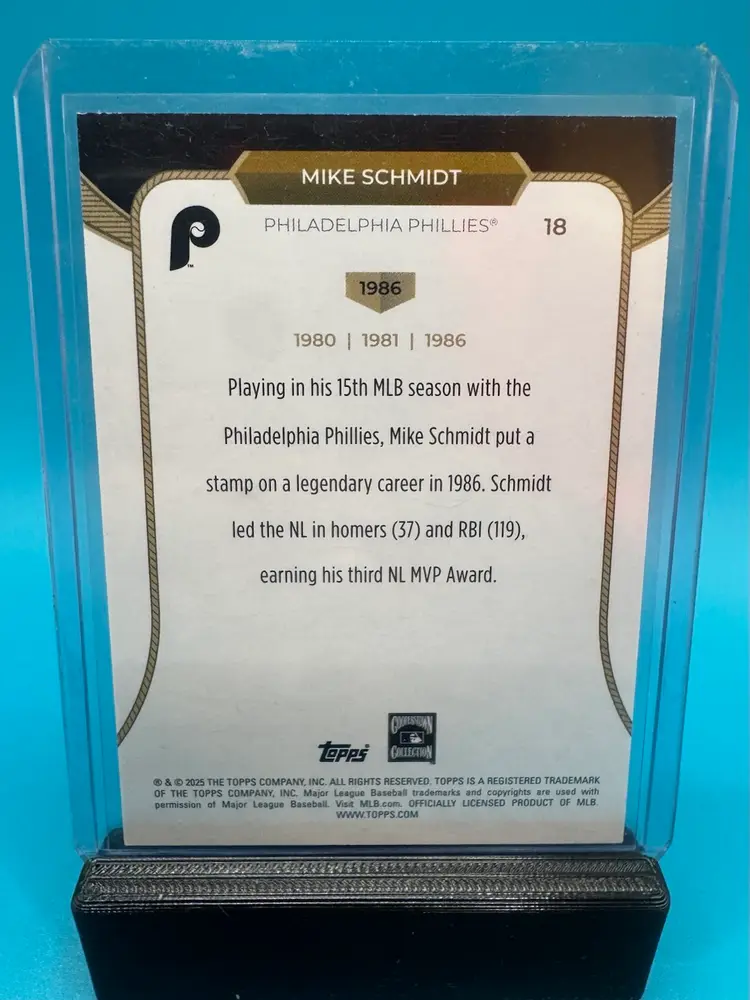 MIKE SCHMIDT
P
TM
PHILADELPHIA PHILLIES®
18
1986
1980 | 1981 | 1986
Playing in his 15th MLB season with the
Philadelphia Phillies, Mike Schmidt put a
stamp on a legendary career in 1986. Schmidt
led the NL in homers (37) and RBI (119),
earning his third NL MVP Award.
topps®
COOPERSTOWN
COLLECTION
® & © 2025 THE TOPPS COMPANY, INC. ALL RIGHTS RESERVED. TOPPS IS A REGISTERED TRADEMARK
OF THE TOPPS COMPANY, INC. Major League Baseball trademarks and copyrights are used with
permission of Major League Baseball. Visit MLB.com. OFFICIALLY LICENSED PRODUCT OF MLB.
WWW.TOPPS.COM